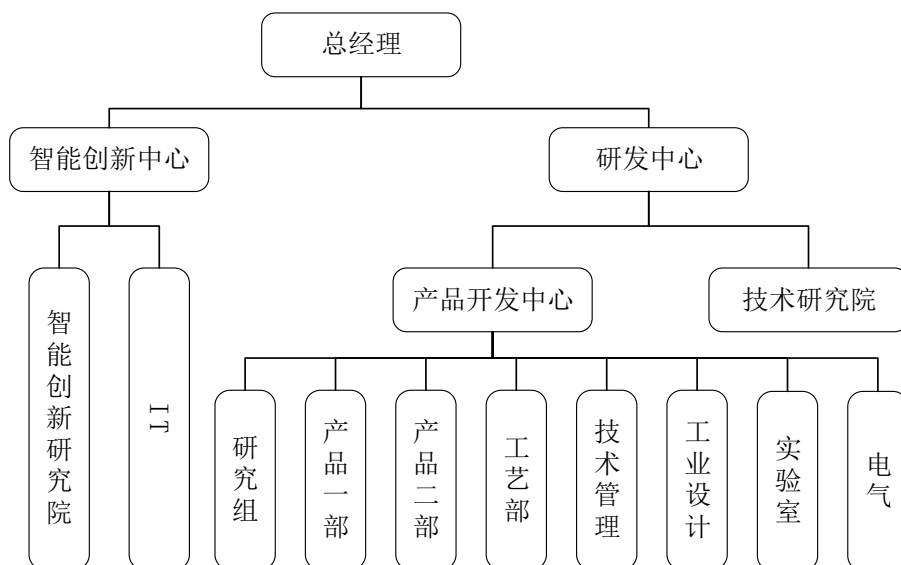 总经理
智能创新中心
研发中心
产品开发中心
技术研究院
智能创新研究院
IT
研究组
产品一部
产品二部
工艺部
技术管理
工业设计
实验室
电气